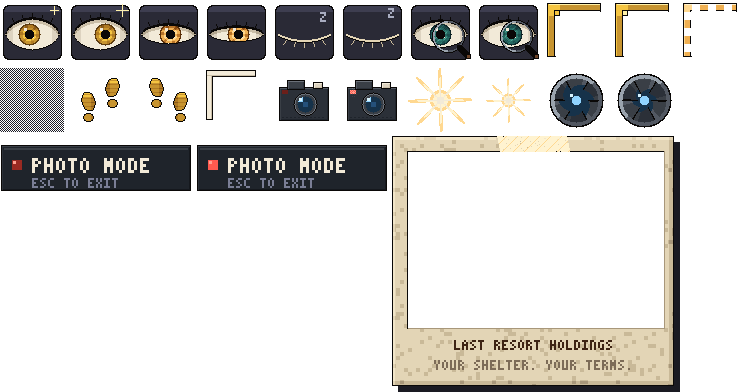 z
z
PHOTO MODE
ESC TO EXIT
PHOTO MODE
ESC TO EXIT
LAST RESORT HOLDINGS
YOUR SHELTER. YOUR TERMS.